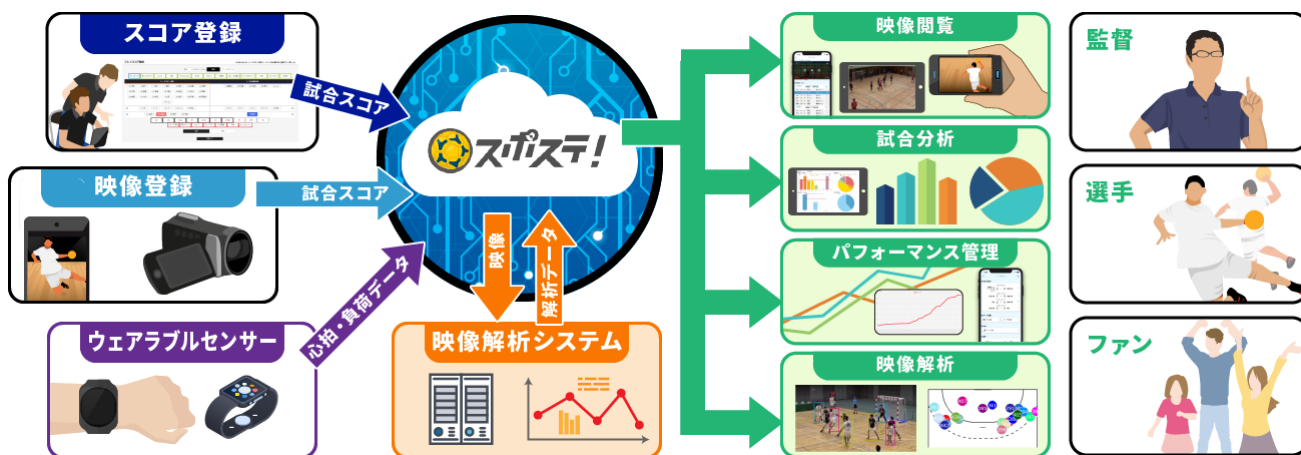 スコア登録
試合スコア
映像登録
試合スコア
ウェアラブルセンサー
心拍・負荷データ
スポステ!
映像
解析データ
映像解析システム
映像閲覧
試合分析
パフォーマンス管理
映像解析
監督
選手
ファン